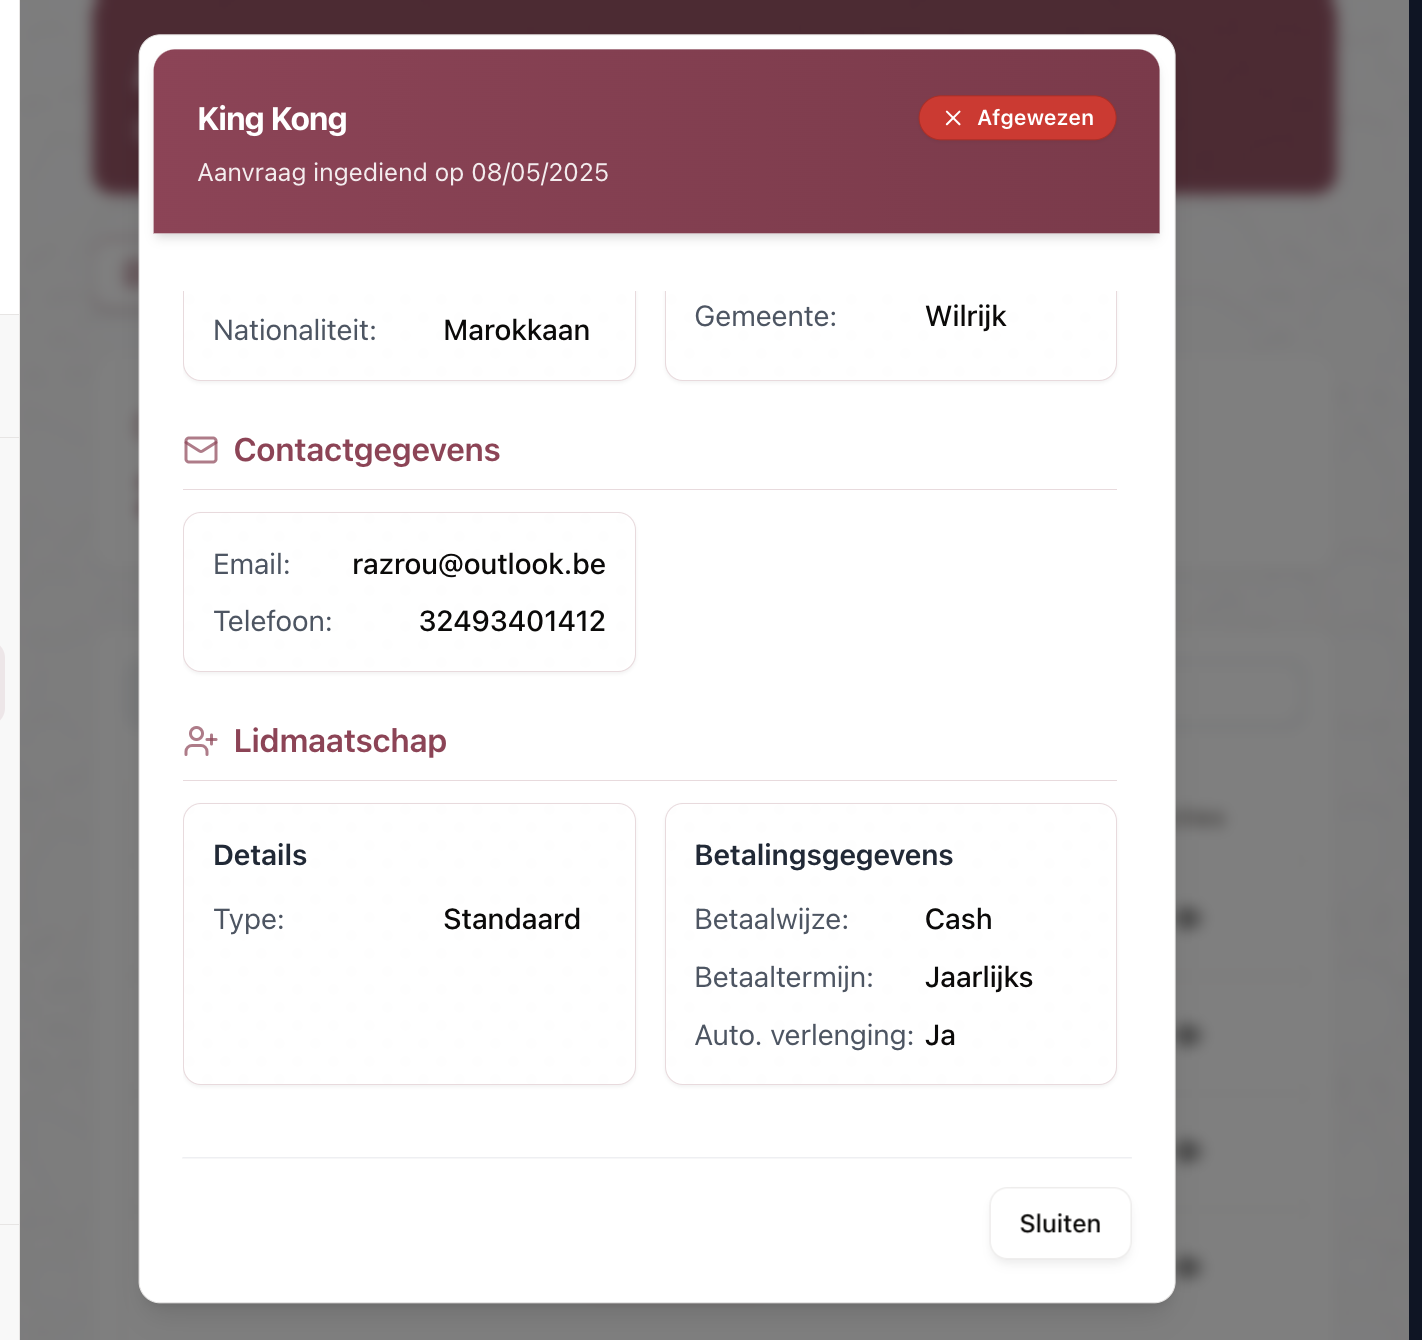 King Kong
Afgewezen
Aanvraag ingediend op 08/05/2025
Nationaliteit: Marokkaan
Gemeente: Wilrijk
Contactgegevens
Email: razrou@outlook.be
Telefoon: 32493401412
Lidmaatschap
Details
Type: Standaard
Betalingsgegevens
Betaalwijze: Cash
Betaaltermijn: Jaarlijks
Auto. verlenging: Ja
Sluiten